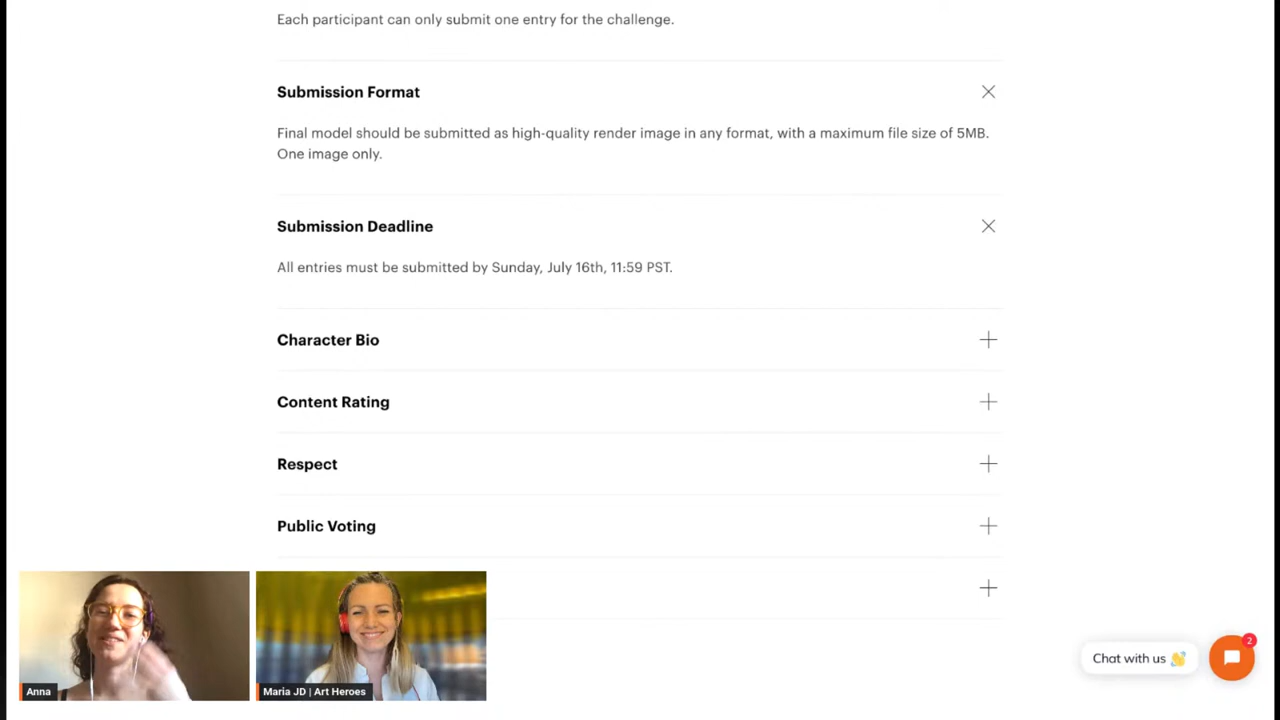 Each participant can only submit one entry for the challenge.
Submission Format
Final model should be submitted as high-quality render image in any format, with a maximum file size of 5MB.
One image only.
Submission Deadline
All entries must be submitted by Sunday, July 16th, 11:59 PST.
Character Bio
Content Rating
Respect
Public Voting
Anna
Maria JD | Art Heroes
Chat with us 👋
2